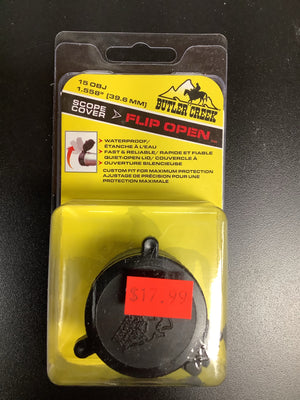 15 OBJ
1.558" [39.6 MM]
BUTLER CREEK
SCOPE
COVER > FLIP OPEN
> WATERPROOF/
ÉTANCHE À L'EAU
> FAST & RELIABLE/ RAPIDE ET FIABLE
QUIET-OPEN LID/ COUVERCLE À
> OUVERTURE SILENCIEUSE
CUSTOM FIT FOR MAXIMUM PROTECTION
AJUSTAGE DE PRÉCISION POUR UNE
PROTECTION MAXIMALE
$17.99